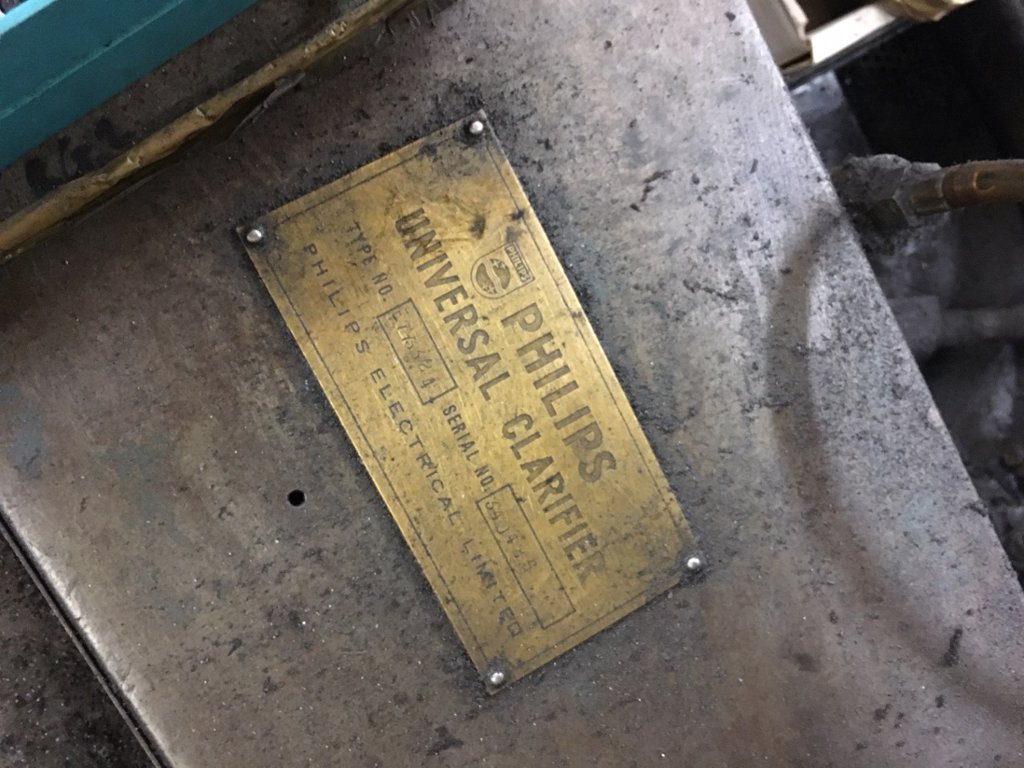 PHILIPS
PHILIPS
UNIVERSAL CLARIFIER
TYPE NO. SERIAL NO.
PHILIPS ELECTRICAL LIMITED